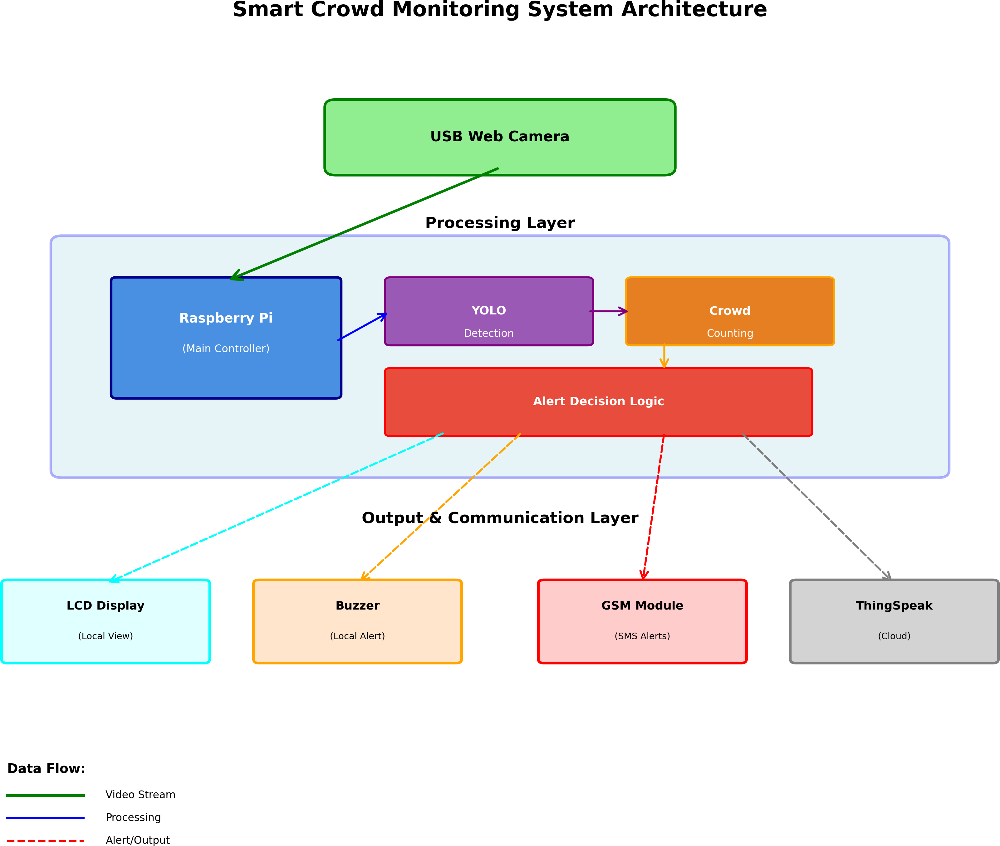 Smart Crowd Monitoring System Architecture
USB Web Camera
Processing Layer
Raspberry Pi
(Main Controller)
YOLO
Detection
Crowd
Counting
Alert Decision Logic
Output & Communication Layer
LCD Display
(Local View)
Buzzer
(Local Alert)
GSM Module
(SMS Alerts)
ThingSpeak
(Cloud)
Data Flow:
Video Stream
Processing
Alert/Output